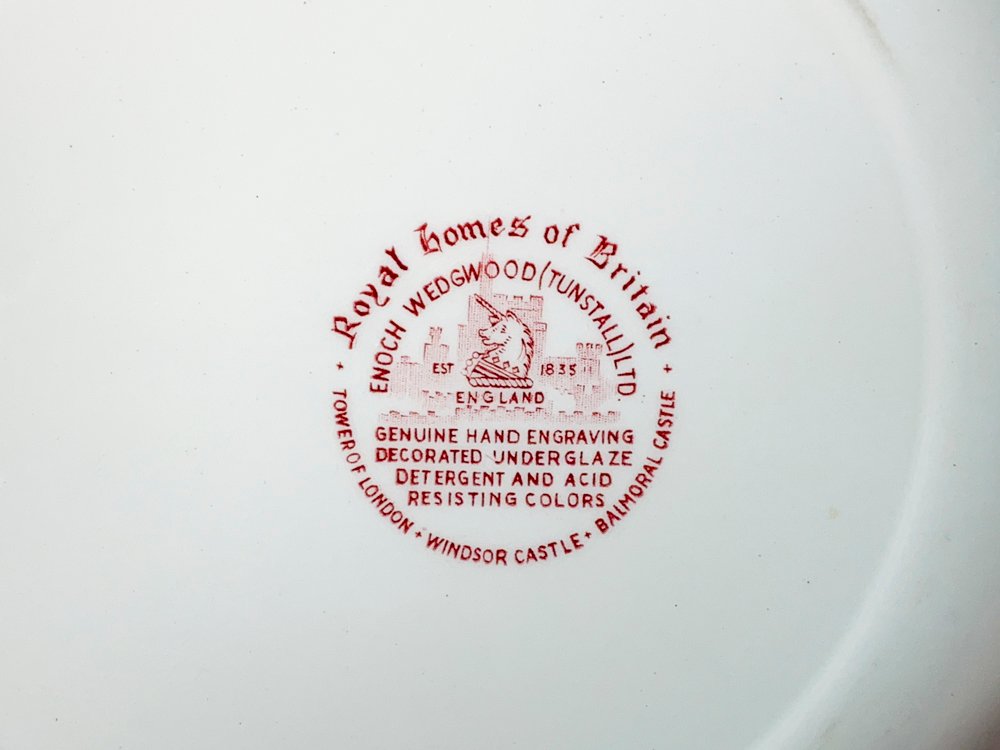 Royal Homes of Britain
ENOCH WEDGWOOD (TUNSTALL) LTD.
EST 1835
ENGLAND
GENUINE HAND ENGRAVING
DECORATED UNDERGLAZE
DETERGENT AND ACID
RESISTING COLORS
TOWER OF LONDON + WINDSOR CASTLE + BALMORAL CASTLE